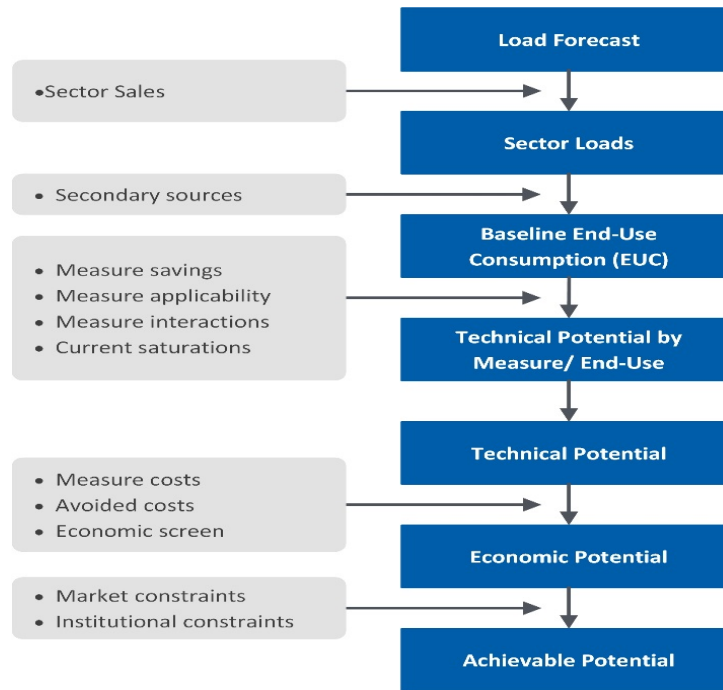 Load Forecast
•Sector Sales
Sector Loads
• Secondary sources
Baseline End-Use
Consumption (EUC)
• Measure savings
• Measure applicability
• Measure interactions
• Current saturations
Technical Potential by
Measure/ End-Use
Technical Potential
• Measure costs
• Avoided costs
• Economic screen
Economic Potential
• Market constraints
• Institutional constraints
Achievable Potential